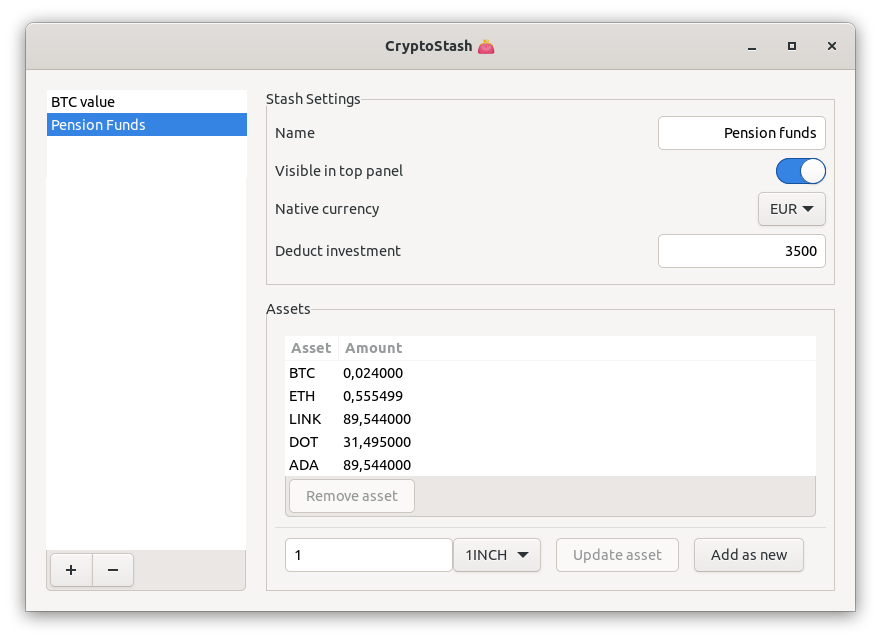 CryptoStash
BTC value
Pension Funds
+
−
Stash Settings
Name Pension funds
Visible in top panel
Native currency EUR
Deduct investment 3500
Assets
Asset Amount
BTC 0,024000
ETH 0,555499
LINK 89,544000
DOT 31,495000
ADA 89,544000
Remove asset
1 1INCH Update asset Add as new